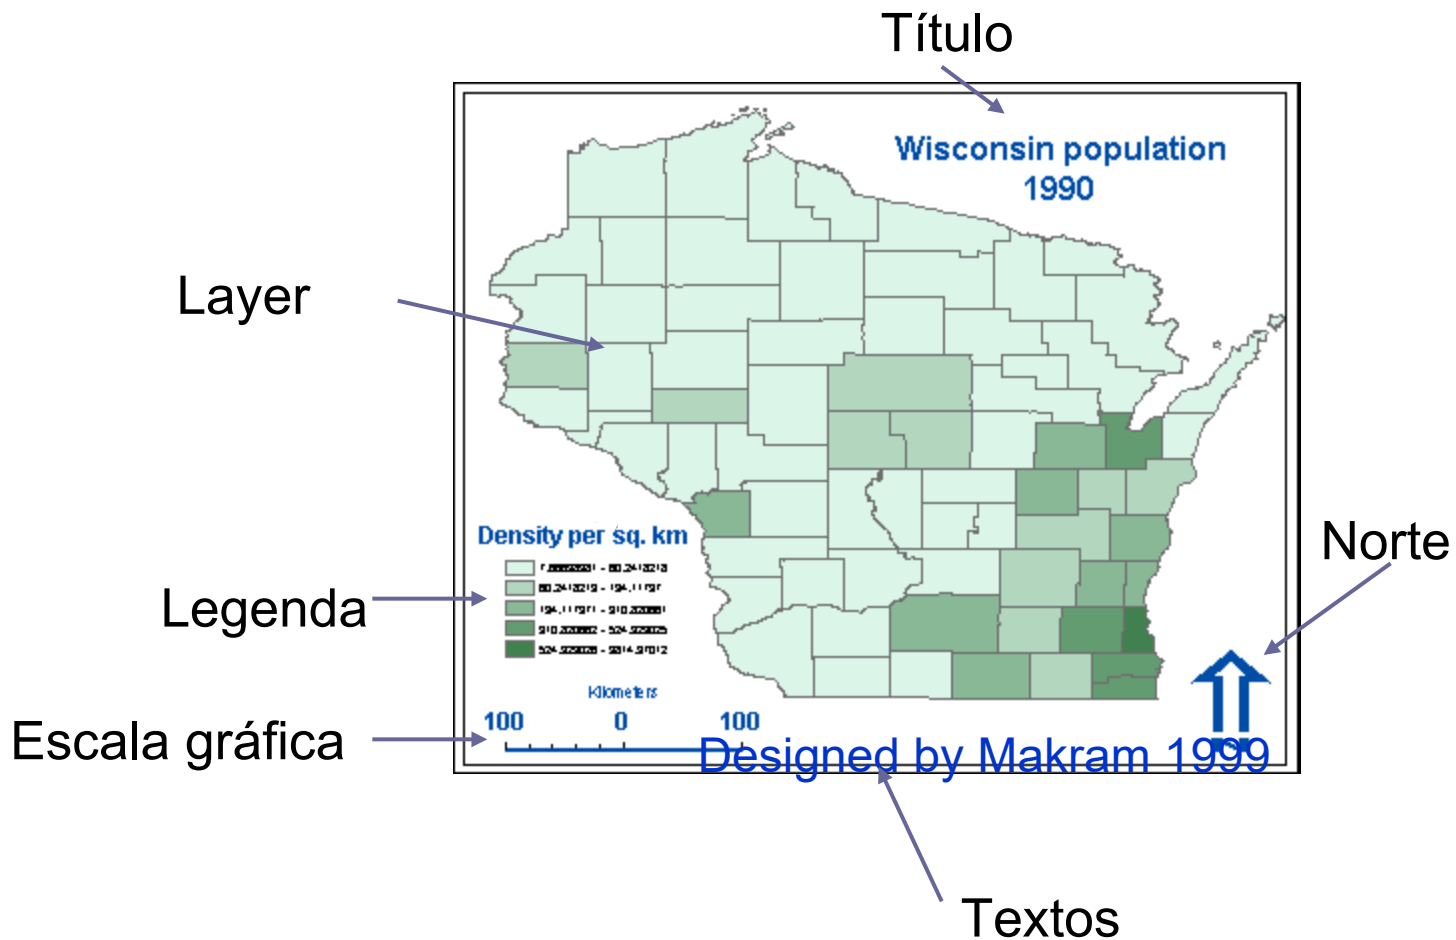 Título
Wisconsin population
1990
Layer
Density per sq. km
Norte
Legenda
Kilometers
100 0 100
Escala gráfica
Designed by Makram 1999
Textos